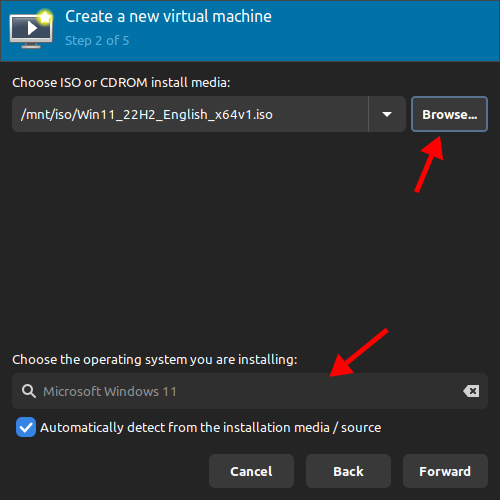 Create a new virtual machine
Step 2 of 5
Choose ISO or CDROM install media:
/mnt/iso/Win11_22H2_English_x64v1.iso
Browse...
Choose the operating system you are installing:
Microsoft Windows 11
Automatically detect from the installation media / source
Cancel
Back
Forward